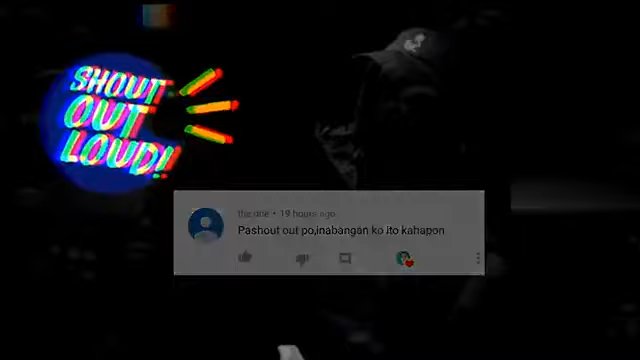 SHOUT
OUT
LOUD!
the one • 19 hours ago
Pashout out po,inabangan ko ito kahapon